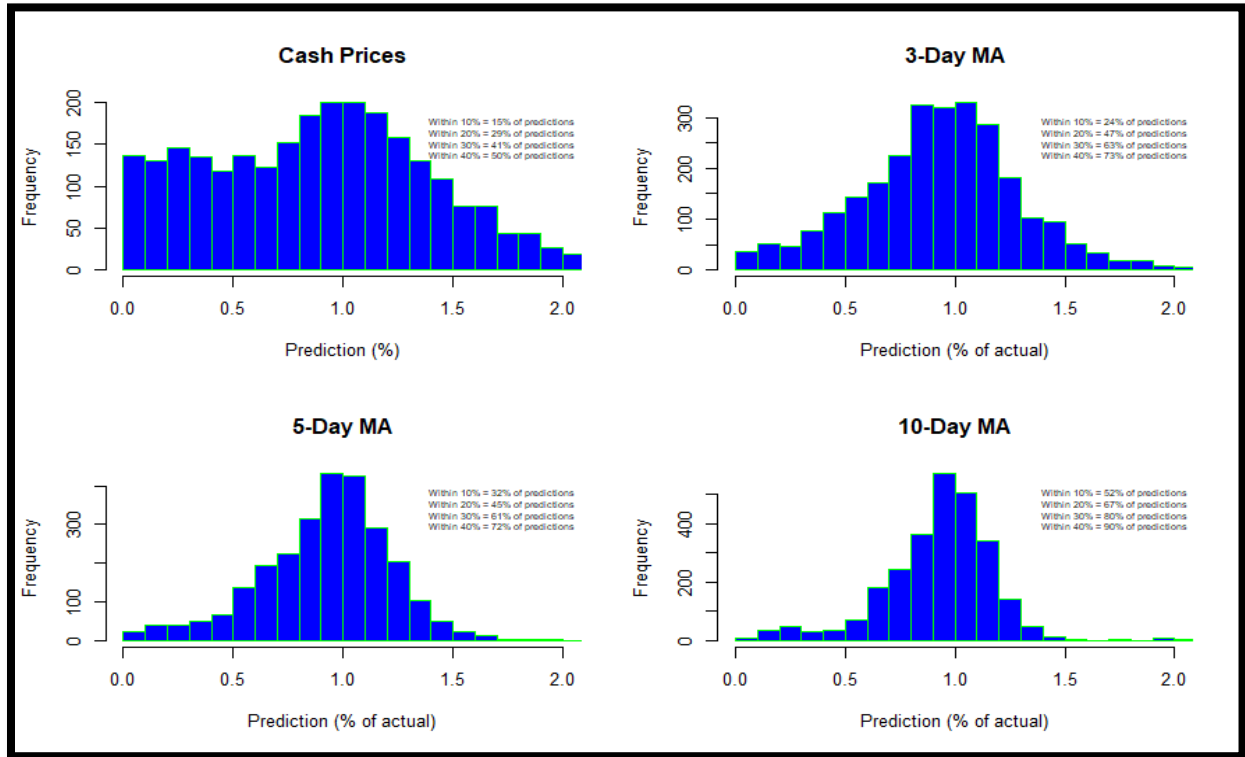 Cash Prices
Frequency
200
150
100
50
0
Within 10% = 15% of predictions
Within 20% = 29% of predictions
Within 30% = 41% of predictions
Within 40% = 50% of predictions
0.0 0.5 1.0 1.5 2.0
Prediction (%)
3-Day MA
Frequency
300
200
100
0
Within 10% = 24% of predictions
Within 20% = 47% of predictions
Within 30% = 63% of predictions
Within 40% = 73% of predictions
0.0 0.5 1.0 1.5 2.0
Prediction (% of actual)
5-Day MA
Frequency
300
100
0
Within 10% = 32% of predictions
Within 20% = 45% of predictions
Within 30% = 61% of predictions
Within 40% = 72% of predictions
0.0 0.5 1.0 1.5 2.0
Prediction (% of actual)
10-Day MA
Frequency
400
200
0
Within 10% = 52% of predictions
Within 20% = 67% of predictions
Within 30% = 80% of predictions
Within 40% = 90% of predictions
0.0 0.5 1.0 1.5 2.0
Prediction (% of actual)